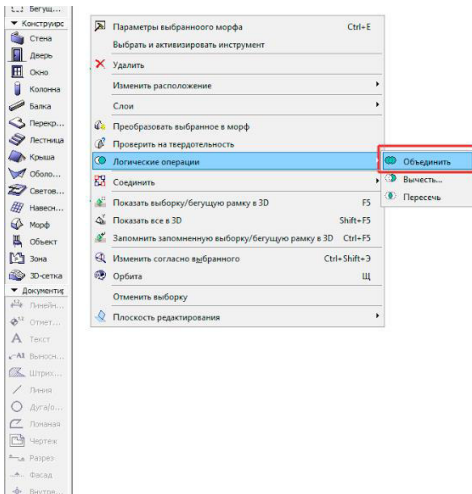 Бегущ...
Конструирс
Стена
Дверь
Окно
Колонна
Балка
Перекр...
Лестница
Крыша
Оболо...
Светов...
Навесн...
Морф
Объект
Зона
3D-сетка
Документир
Линейн...
Отмет...
Текст
A1 Выносн...
Штрих...
Линия
Дуга/о...
Ломаная
Чертеж
Разрез
Фасад
Внутре...
Параметры выбранного морфа Ctrl+E
Выбрать и активизировать инструмент
Удалить
Изменить расположение
Слои
Преобразовать выбранное в морф
Проверить на твердотельность
Логические операции
Соединить
Показать выборку/бегущую рамку в 3D F5
Показать все в 3D Shift+F5
Запомнить запомненную выборку/бегущую рамку в 3D Ctrl+F5
Изменить согласно выбранного Ctrl+Shift+Э
Орбита Щ
Отменить выборку
Плоскость редактирования
Объединить
Вычесть...
Пересечь